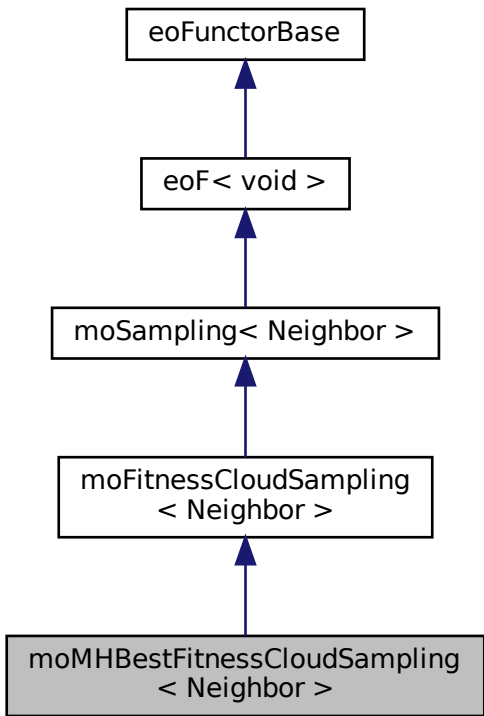 eoFunctorBase
eoF< void >
moSampling< Neighbor >
moFitnessCloudSampling
< Neighbor >
moMHBestFitnessCloudSampling
< Neighbor >